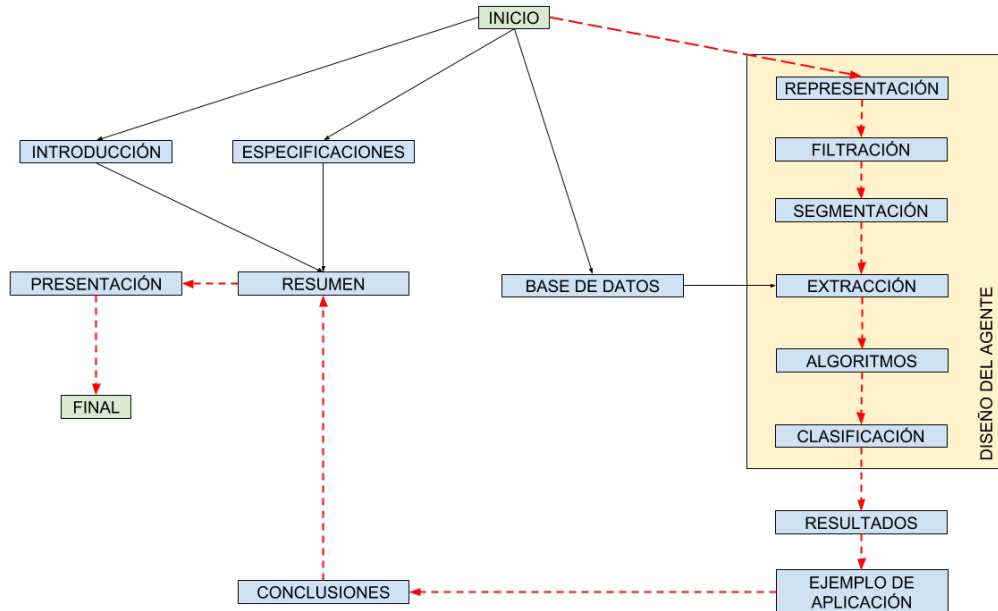 INICIO
REPRESENTACIÓN
INTRODUCCIÓN
ESPECIFICACIONES
FILTRACIÓN
SEGMENTACIÓN
PRESENTACIÓN
RESUMEN
BASE DE DATOS
EXTRACCIÓN
DISEÑO DEL AGENTE
ALGORITMOS
FINAL
CLASIFICACIÓN
RESULTADOS
CONCLUSIONES
EJEMPLO DE
APLICACIÓN